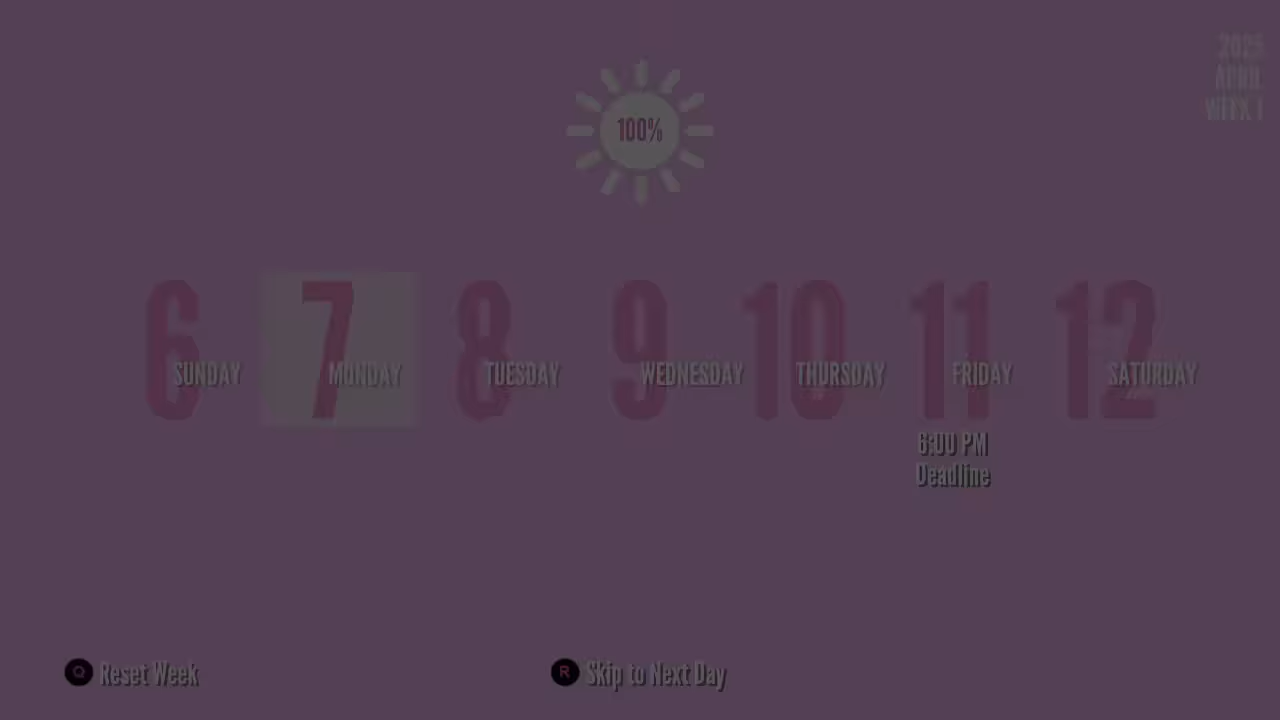 2025
APRIL
WEEK 1
100%
6 SUNDAY
7 MONDAY
8 TUESDAY
9 WEDNESDAY
10 THURSDAY
11 FRIDAY
12 SATURDAY
6:00 PM
Deadline
Q Reset Week
R Skip to Next Day